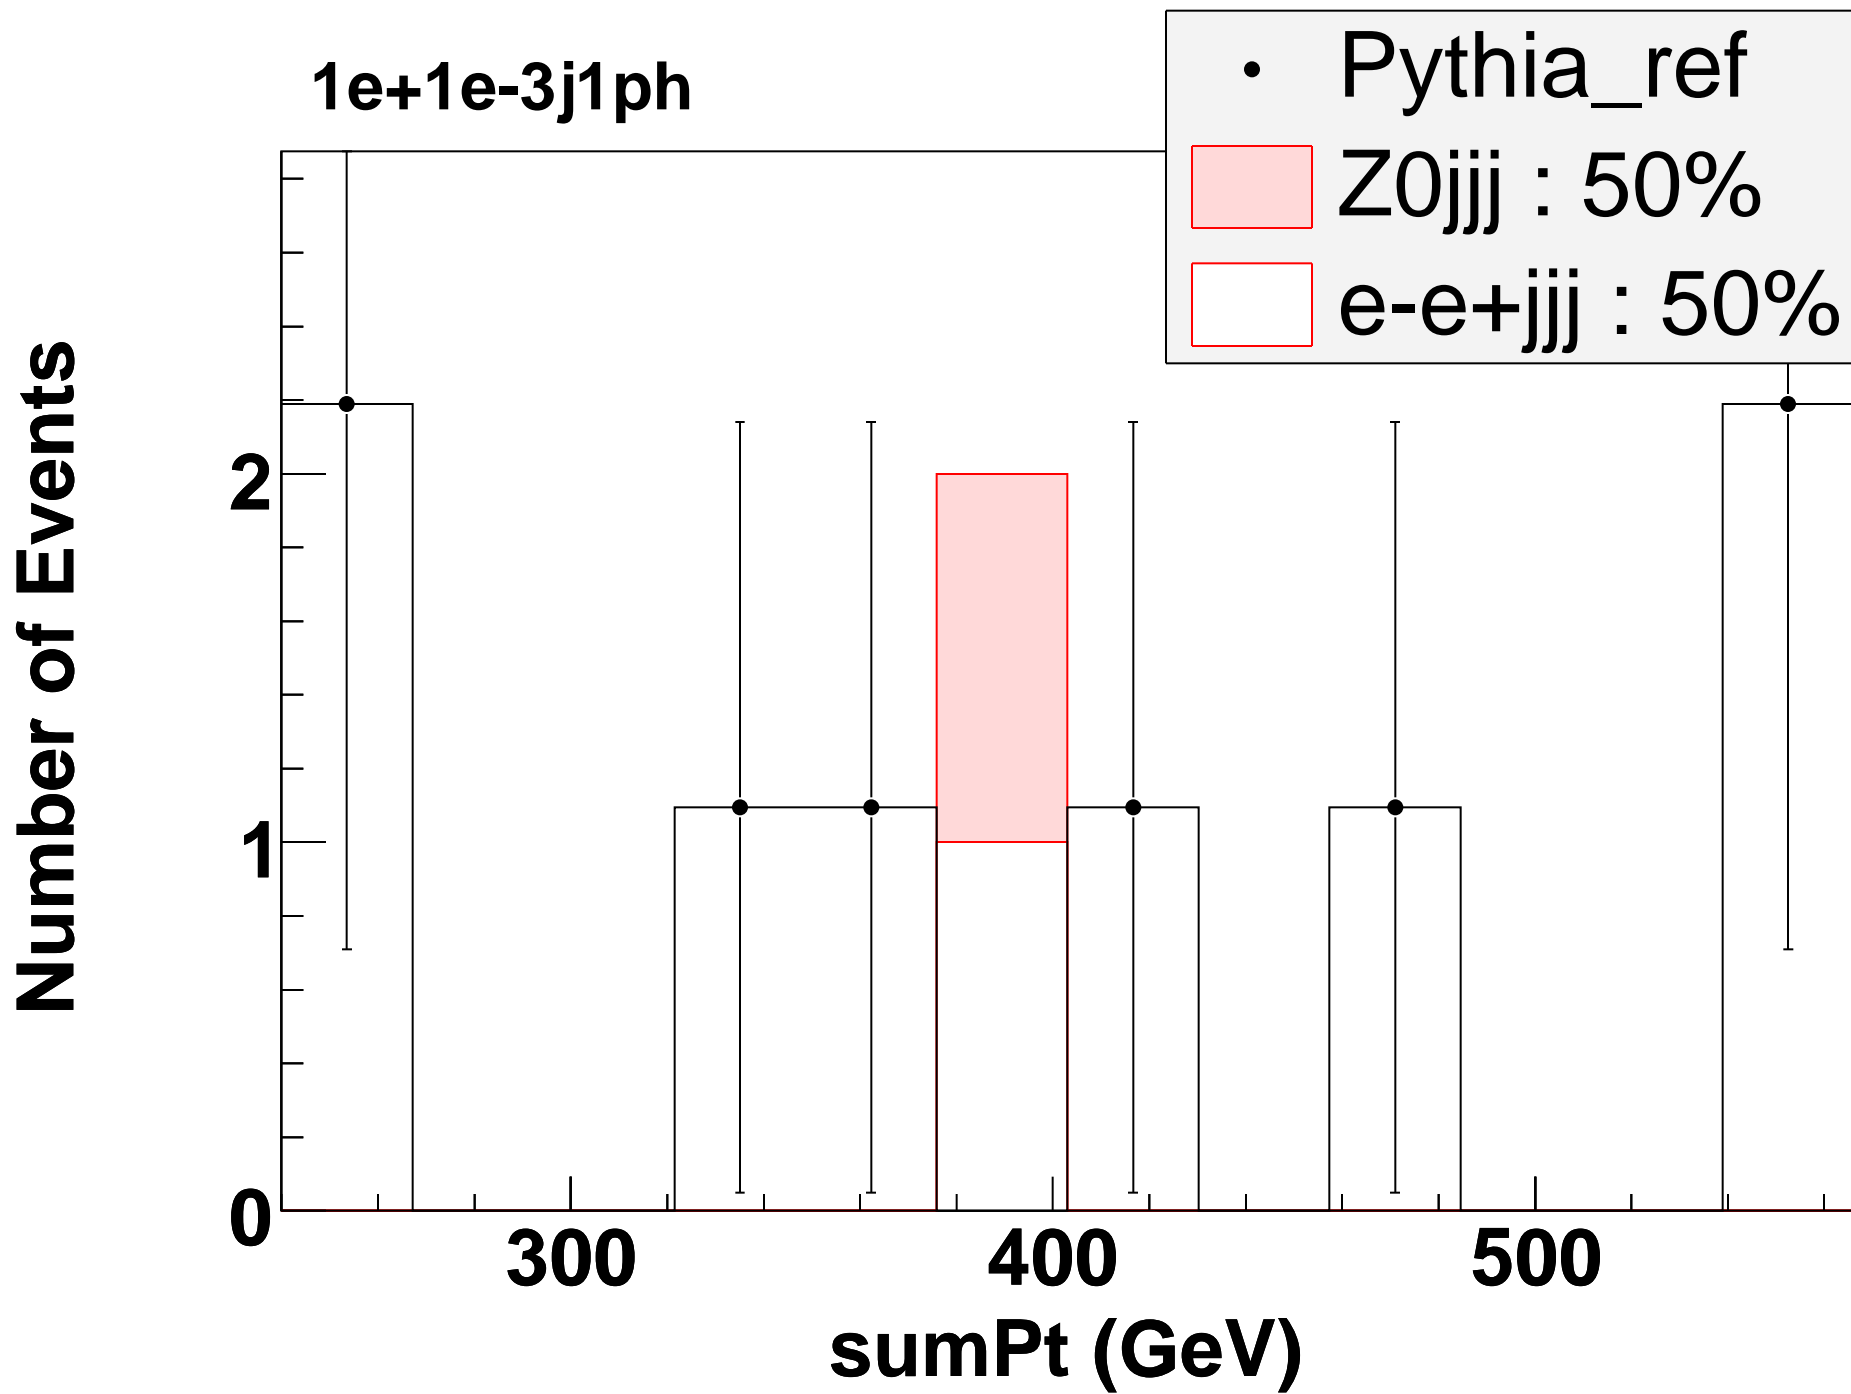 1e+1e-3j1ph
Pythia_ref
Z0jjj : 50%
e-e+jjj : 50%
Number of Events
2
1
0
300
400
500
sumPt (GeV)